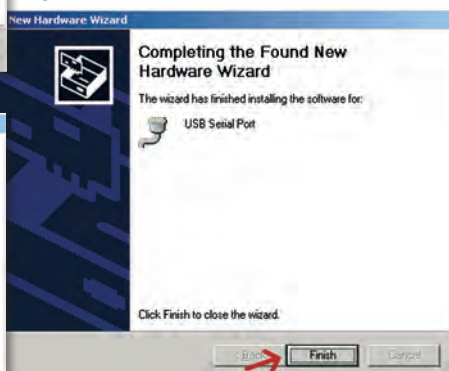 New Hardware Wizard
Completing the Found New
Hardware Wizard
The wizard has finished installing the software for:
USB Serial Port
Click Finish to close the wizard.
< Back Finish Cancel